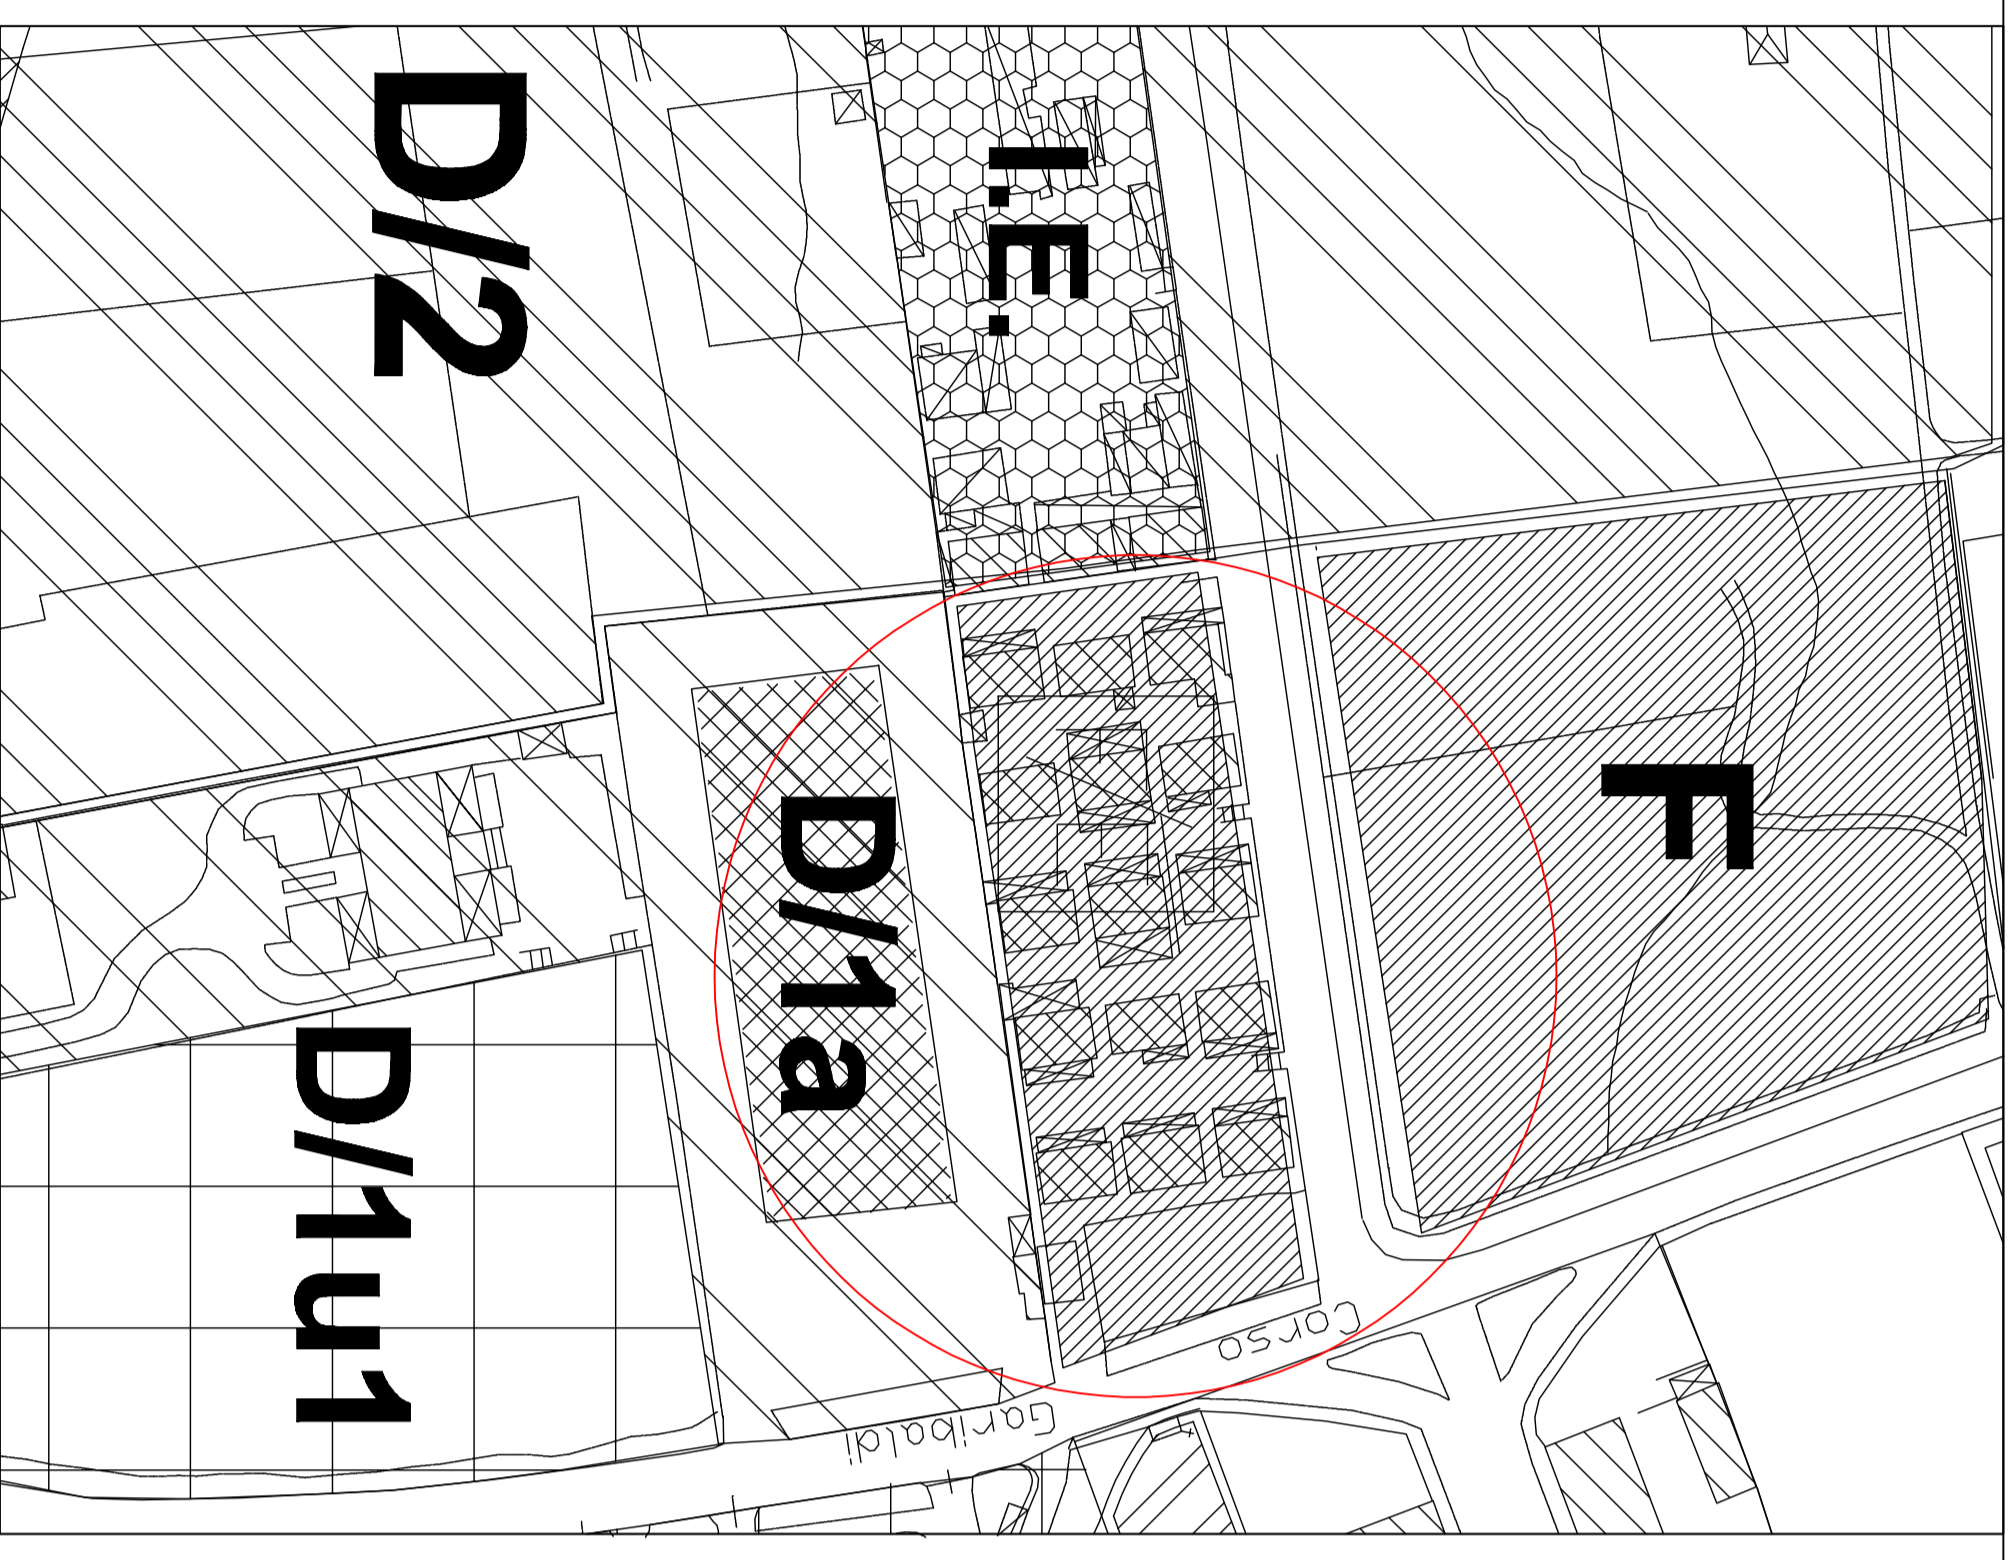 D/2
I.E.
F
D/1a
D/1u1
Corso
Garibaldi